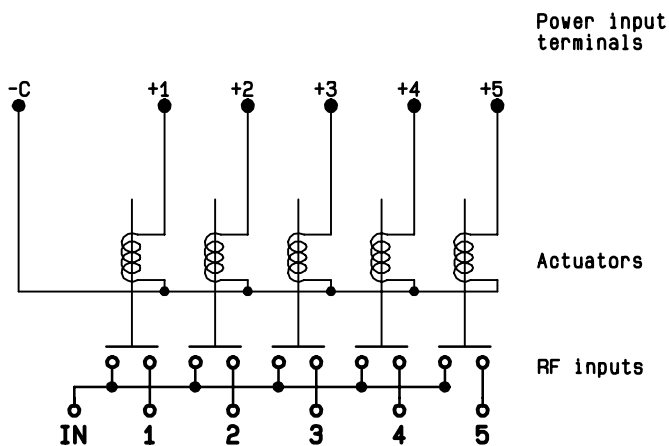 Power input
terminals
-C +1 +2 +3 +4 +5
Actuators
RF inputs
IN 1 2 3 4 5